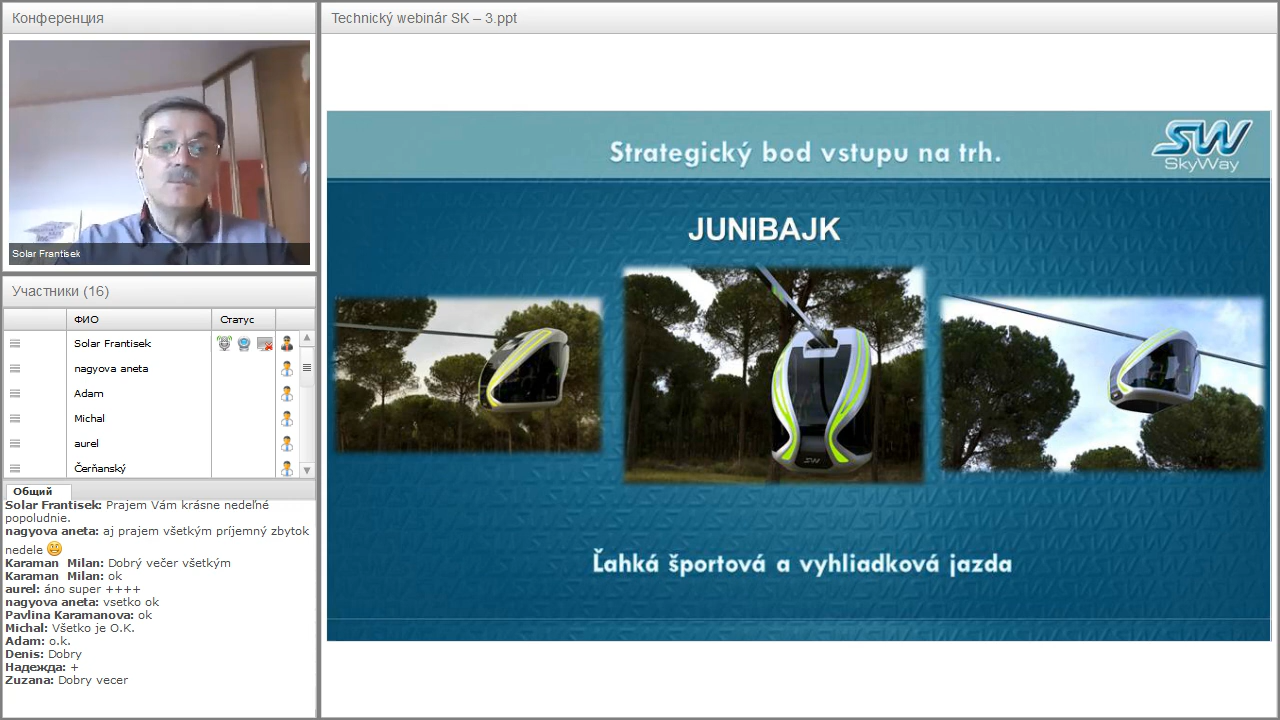 Конференция
Solar Frantisek
Участники (16)
ФИО
Статус
Solar Frantisek
nagyova aneta
Adam
Michal
aurel
Čerňanský
Общий
Solar Frantisek: Prajem Vám krásne nedeľné
popoludnie.
nagyova aneta: aj prajem všetkým príjemný zbytok
nedele
Karaman Milan: Dobrý večer všetkým
Karaman Milan: ok
aurel: áno super ++++
nagyova aneta: vsetko ok
Pavlina Karamanova: ok
Michal: Všetko je O.K.
Adam: o.k.
Denis: Dobry
Надежда: +
Zuzana: Dobry vecer
Technický webinár SK – 3.ppt
Strategický bod vstupu na trh.
SW
SkyWay
JUNIBAJK
SW
Ľahká športová a vyhliadková jazda